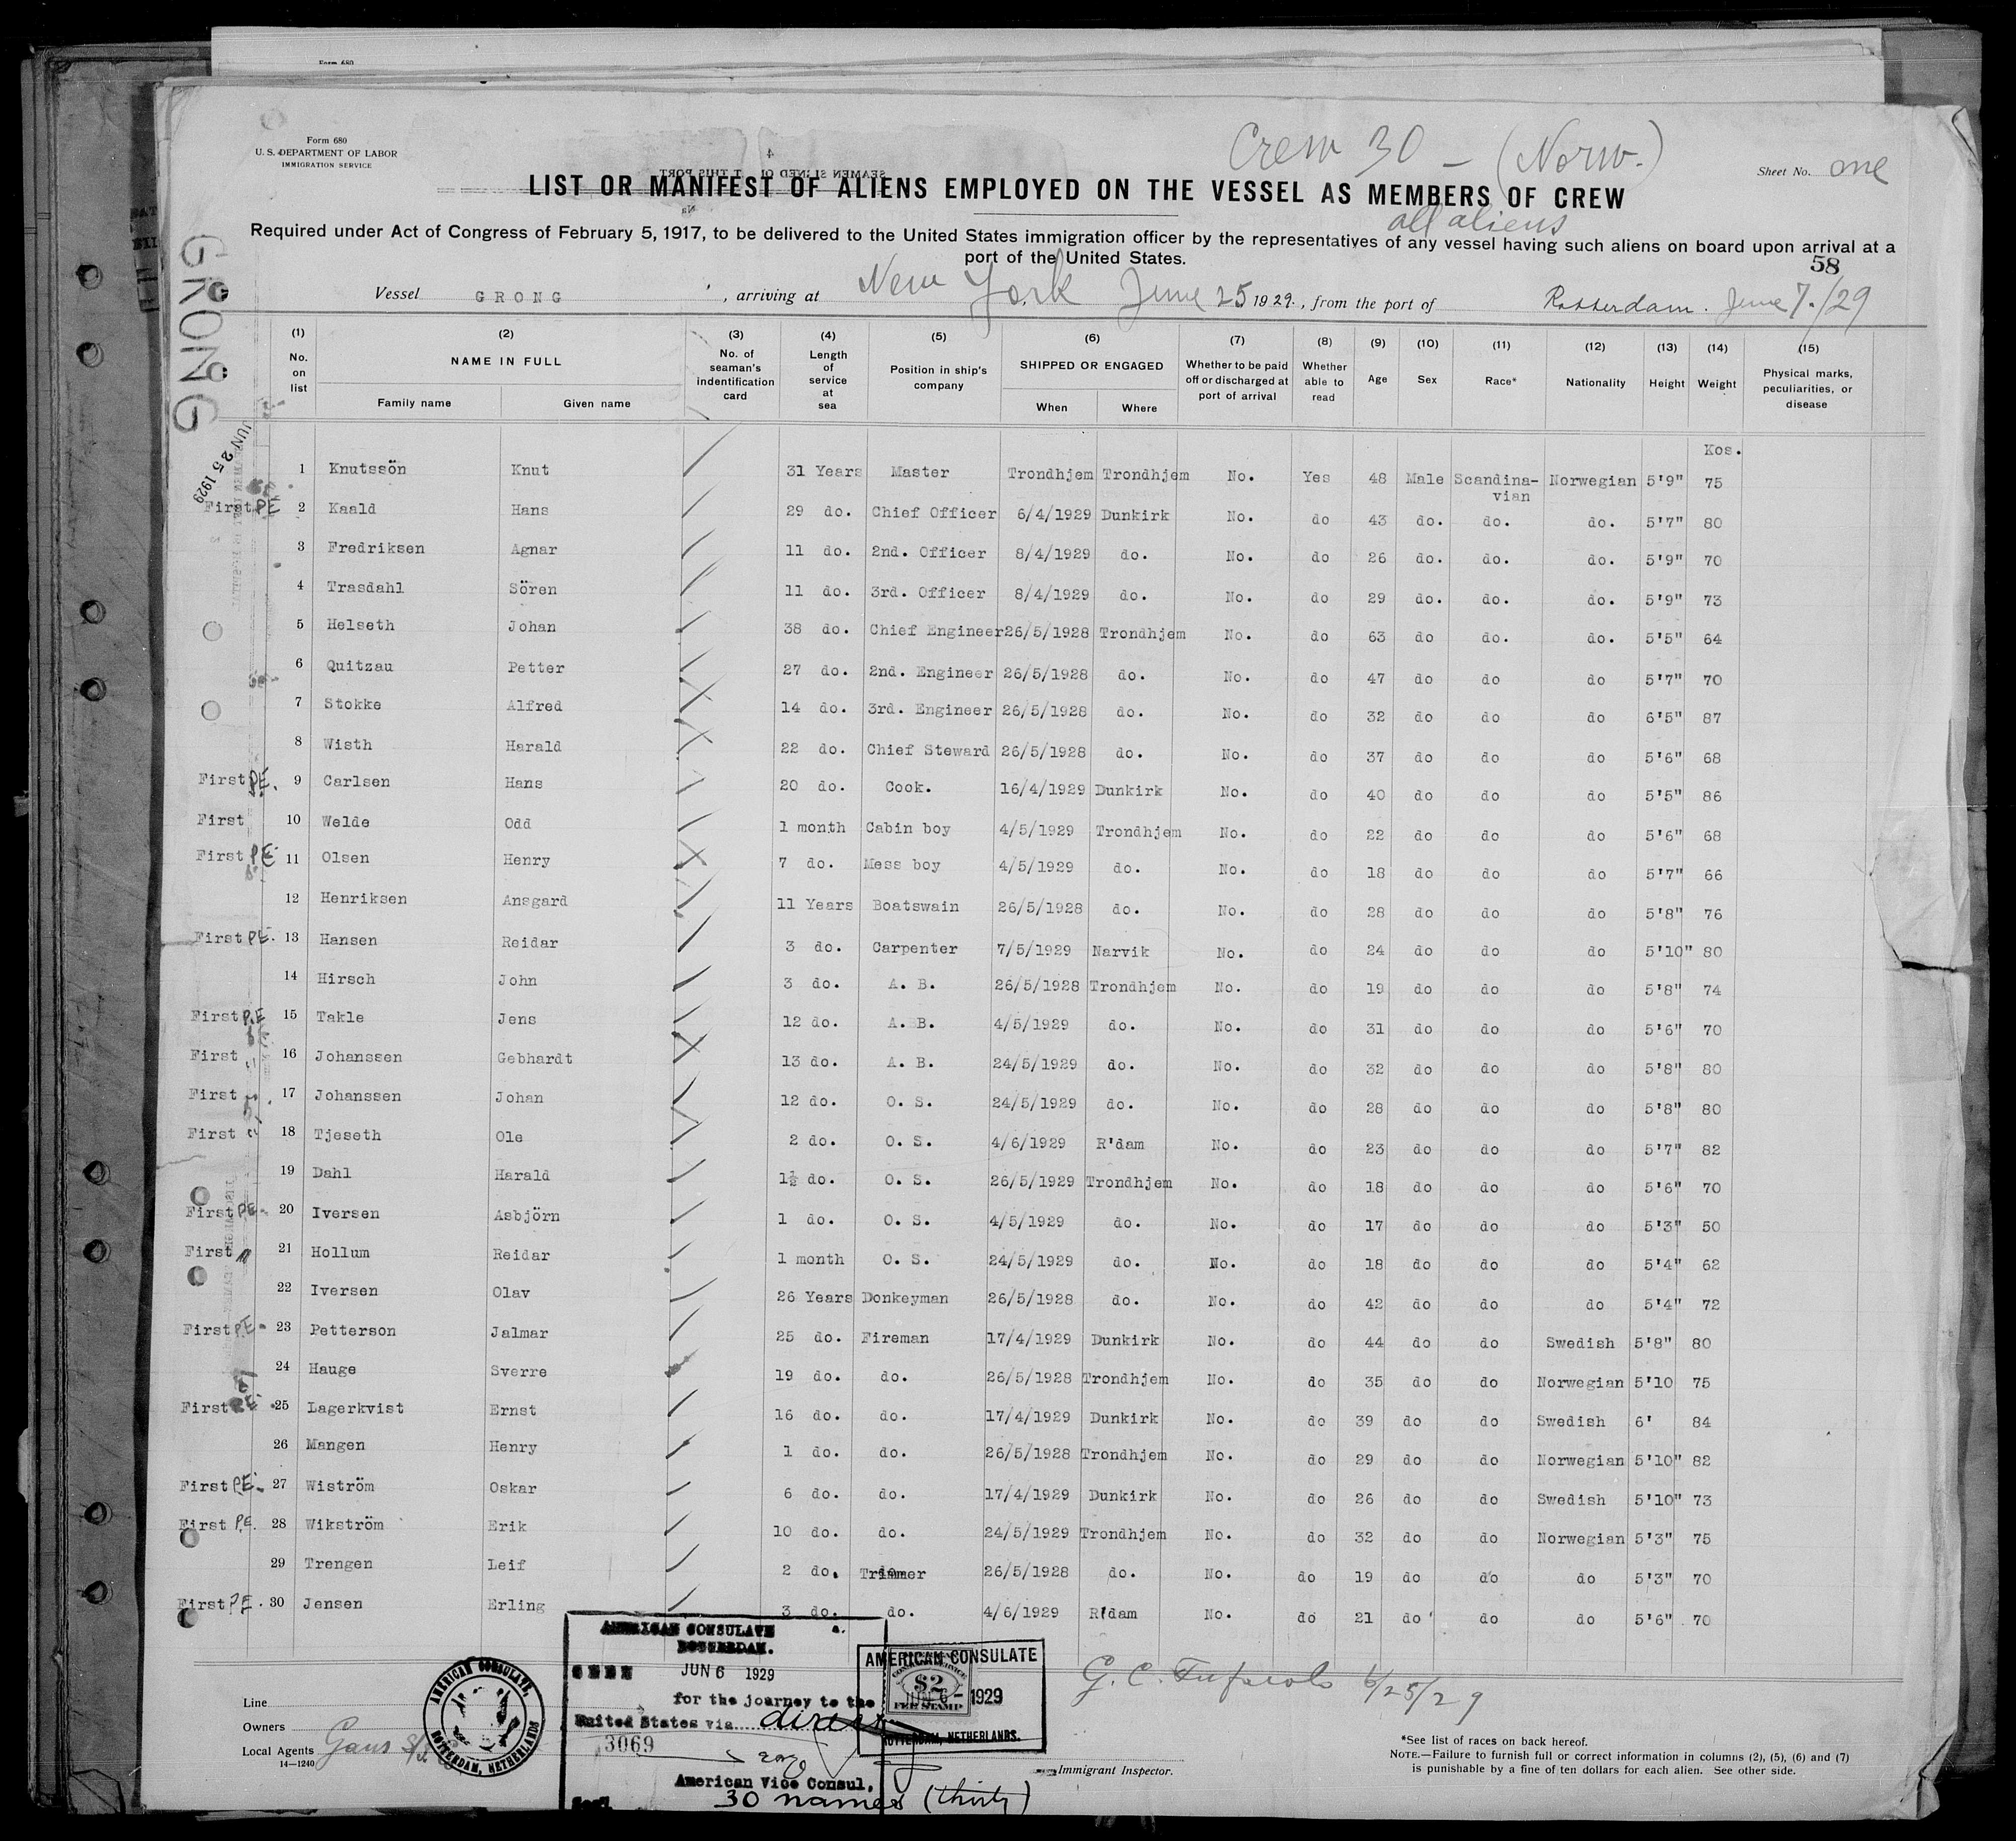 Form 680
Form 680
U. S. DEPARTMENT OF LABOR
IMMIGRATION SERVICE
Crew 30 — (Norw.)
Sheet No. one
LIST OR MANIFEST OF ALIENS EMPLOYED ON THE VESSEL AS MEMBERS OF CREW
all aliens
Required under Act of Congress of February 5, 1917, to be delivered to the United States immigration officer by the representatives of any vessel having such aliens on board upon arrival at a
port of the United States.
58
Vessel GRONG, arriving at New York June 25 1929., from the port of Rotterdam. June 7./29
GRONG
JUN 25 1929
(1) (2) (3) (4) (5) (6) (7) (8) (9) (10) (11) (12) (13) (14) (15)
No. on list NAME IN FULL Family name Given name No. of seaman's indentification card Length of service at sea Position in ship's company SHIPPED OR ENGAGED When Where Whether to be paid off or discharged at port of arrival Whether able to read Age Sex Race* Nationality Height Weight Physical marks, peculiarities, or disease
Kos.
1 Knutssön Knut 31 Years Master Trondhjem Trondhjem No. Yes 48 Male Scandinavian Norwegian 5'9" 75
First PE 2 Kaald Hans 29 do. Chief Officer 6/4/1929 Dunkirk No. do 43 do. do. do. 5'7" 80
3 Fredriksen Agnar 11 do. 2nd. Officer 8/4/1929 do. No. do 26 do. do. do. 5'9" 70
4 Trasdahl Sören 11 do. 3rd. Officer 8/4/1929 do. No. do 29 do. do. do. 5'9" 73
5 Helseth Johan 38 do. Chief Engineer 26/5/1928 Trondhjem No. do 63 do do. do. 5'5" 64
6 Quitzau Petter 27 do. 2nd. Engineer 26/5/1928 do. No. do 47 do do do 5'7" 70
7 Stokke Alfred 14 do. 3rd. Engineer 26/5/1928 do. No. do 32 do do do 6'5" 87
8 Wisth Harald 22 do. Chief Steward 26/5/1928 do. No. do 37 do do do 5'6" 68
First PE. 9 Carlsen Hans 20 do. Cook. 16/4/1929 Dunkirk No. do 40 do do do 5'5" 86
First 10 Welde Odd 1 month Cabin boy 4/5/1929 Trondhjem No. do 22 do do do 5'6" 68
First PE 11 Olsen Henry 7 do. Mess boy 4/5/1929 do. No. do 18 do do do 5'7" 66
12 Henriksen Ansgard 11 Years Boatswain 26/5/1928 do. No. do 28 do do do 5'8" 76
First PE. 13 Hansen Reidar 3 do. Carpenter 7/5/1929 Narvik No. do 24 do do do 5'10" 80
14 Hirsch John 3 do. A. B. 26/5/1928 Trondhjem No. do 19 do do do 5'8" 74
First P.E 15 Takle Jens 12 do. A. B. 4/5/1929 do. No. do 31 do do do 5'6" 70
First 16 Johanssen Gebhardt 13 do. A. B. 24/5/1929 do. No. do 32 do do do 5'8" 80
First 17 Johanssen Johan 12 do. O. S. 24/5/1929 do. No. do 28 do do do 5'8" 80
First 18 Tjeseth Ole 2 do. O. S. 4/6/1929 R'dam No. do 23 do do do 5'7" 82
19 Dahl Harald 1½ do. O. S. 26/5/1929 Trondhjem No. do 18 do do do 5'6" 70
First PE 20 Iversen Asbjörn 1 do. O. S. 4/5/1929 do. No. do 17 do do do 5'3" 50
First 21 Hollum Reidar 1 month O. S. 24/5/1929 do. No. do 18 do do do 5'4" 62
22 Iversen Olav 26 Years Donkeyman 26/5/1928 do. No. do 42 do do do 5'4" 72
First P.E 23 Petterson Jalmar 25 do. Fireman 17/4/1929 Dunkirk No. do 44 do do Swedish 5'8" 80
24 Hauge Sverre 19 do. do. 26/5/1928 Trondhjem No. do 35 do do Norwegian 5'10 75
First PE 25 Lagerkvist Ernst 16 do. do. 17/4/1929 Dunkirk No. do 39 do do Swedish 6' 84
26 Mangen Henry 1 do. do. 26/5/1928 Trondhjem No. do 29 do do Norwegian 5'10" 82
First P.E. 27 Wiström Oskar 6 do. do. 17/4/1929 Dunkirk No. do 26 do do Swedish 5'10" 73
First P.E. 28 Wikström Erik 10 do. do. 24/5/1929 Trondhjem No. do 32 do do Norwegian 5'3" 75
29 Trengen Leif 2 do. Trimmer 26/5/1928 do. No. do 19 do do do 5'3" 70
First P.E. 30 Jensen Erling 3 do. do. 4/6/1929 R'dam No. do 21 do do do 5'6" 70
AMERICAN CONSULATE
ROTTERDAM.
JUN 6 1929
for the journey to the
United States via direct
3069
American Vice Consul.
30 names (thirty)
AMERICAN CONSULATE
$2
FEE STAMP
1929
ROTTERDAM, NETHERLANDS.
AMERICAN CONSULATE,
ROTTERDAM, NETHERLANDS
6/25/29
Line
Owners
Local Agents
14—1240
Immigrant Inspector.
*See list of races on back hereof.
NOTE.—Failure to furnish full or correct information in columns (2), (5), (6) and (7)
is punishable by a fine of ten dollars for each alien. See other side.